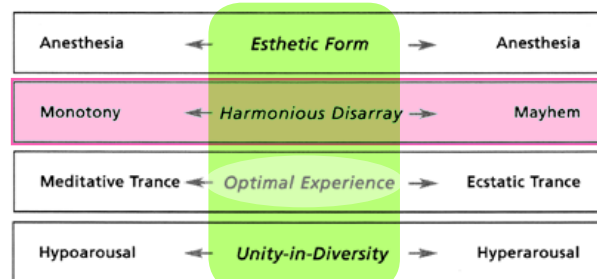 Anesthesia Esthetic Form Anesthesia
Monotony Harmonious Disarray Mayhem
Meditative Trance Optimal Experience Ecstatic Trance
Hypoarousal Unity-in-Diversity Hyperarousal